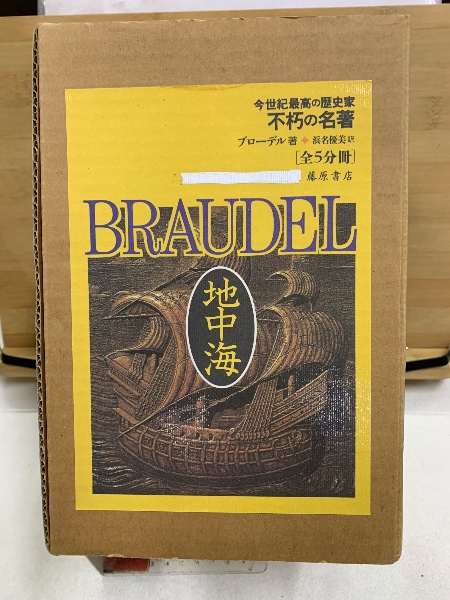 今世紀最高の歴史家
不朽の名著
ブローデル著✦浜名優美訳
[全5分冊]
藤原書店
BRAUDEL
地中海